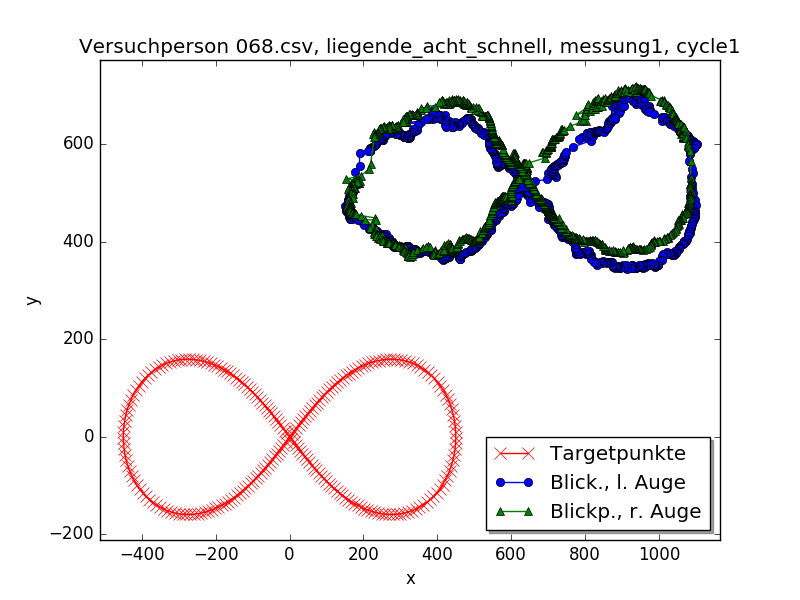 Versuchperson 068.csv, liegende_acht_schnell, messung1, cycle1
y
600
400
200
0
−200
−400
−200
0
200
400
600
800
1000
x
Targetpunkte
Blick., l. Auge
Blickp., r. Auge